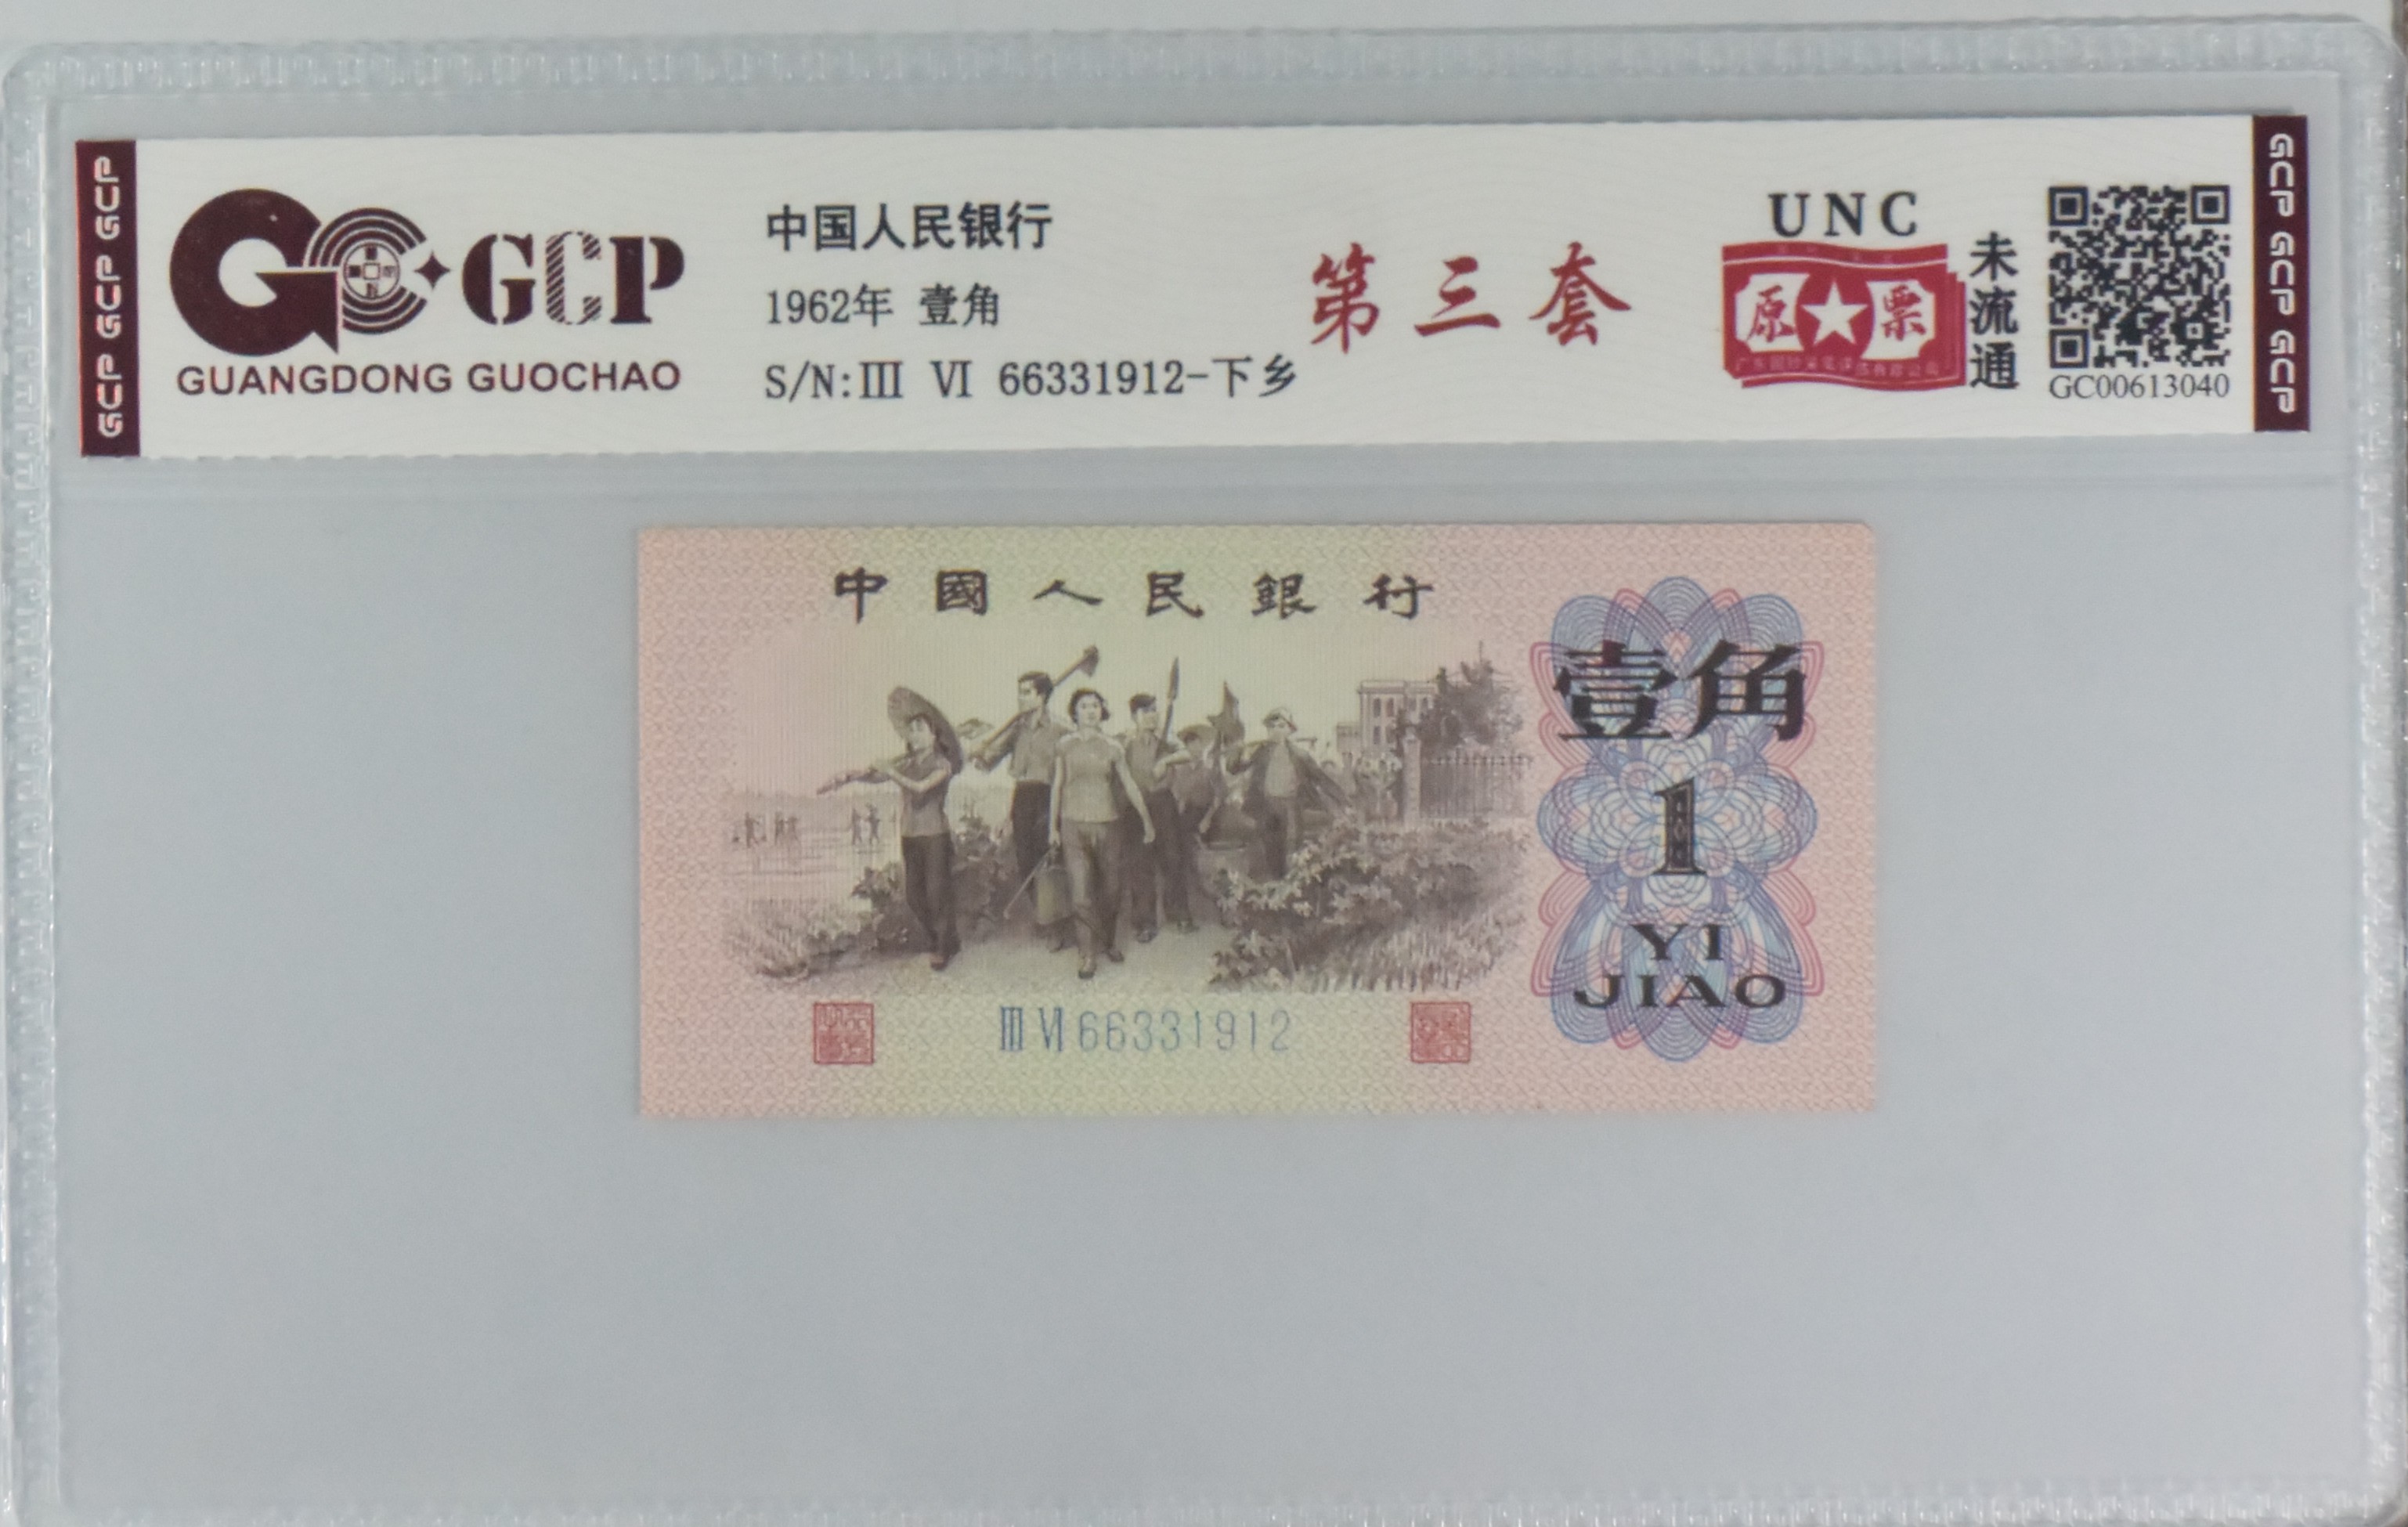 GCP GCP GCP
GCP
GUANGDONG GUOCHAO
中国人民银行
1962年 壹角
S/N:III VI 66331912-下乡
第三套
UNC
原★票
未流通
GC00613040
GCP GCP GCP
中國人民銀行
壹角
1
YI
JIAO
III VI 66331912